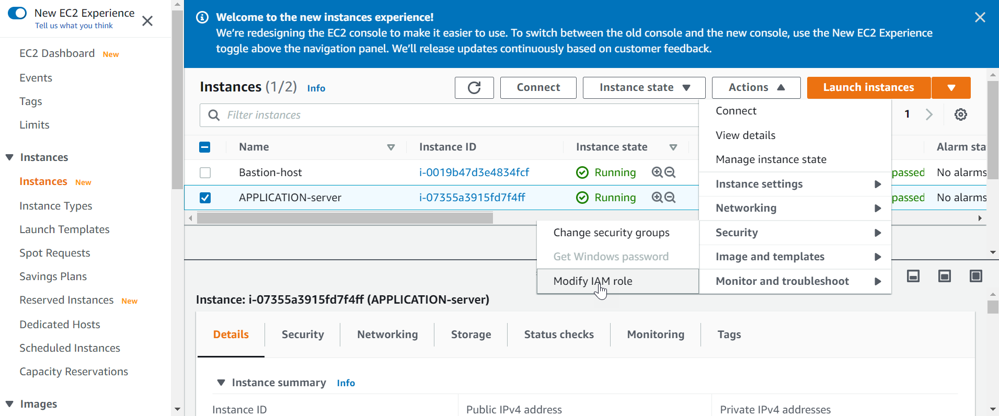 New EC2 Experience
Tell us what you think
EC2 Dashboard New
Events
Tags
Limits
Instances
Instances New
Instance Types
Launch Templates
Spot Requests
Savings Plans
Reserved Instances New
Dedicated Hosts
Scheduled Instances
Capacity Reservations
Images
Welcome to the new instances experience!
We're redesigning the EC2 console to make it easier to use. To switch between the old console and the new console, use the New EC2 Experience
toggle above the navigation panel. We'll release updates continuously based on customer feedback.
Instances (1/2) Info Connect Instance state Actions Launch instances
Filter instances 1
Name Instance ID Instance state Alarm sta
Bastion-host i-0019b47d3e4834fcf Running passed No alarms
APPLICATION-server i-07355a3915fd7f4ff Running passed No alarms
Connect
View details
Manage instance state
Instance settings
Networking
Security
Image and templates
Monitor and troubleshoot
Change security groups
Get Windows password
Modify IAM role
Instance: i-07355a3915fd7f4ff (APPLICATION-server)
Details Security Networking Storage Status checks Monitoring Tags
Instance summary Info
Instance ID Public IPv4 address Private IPv4 addresses